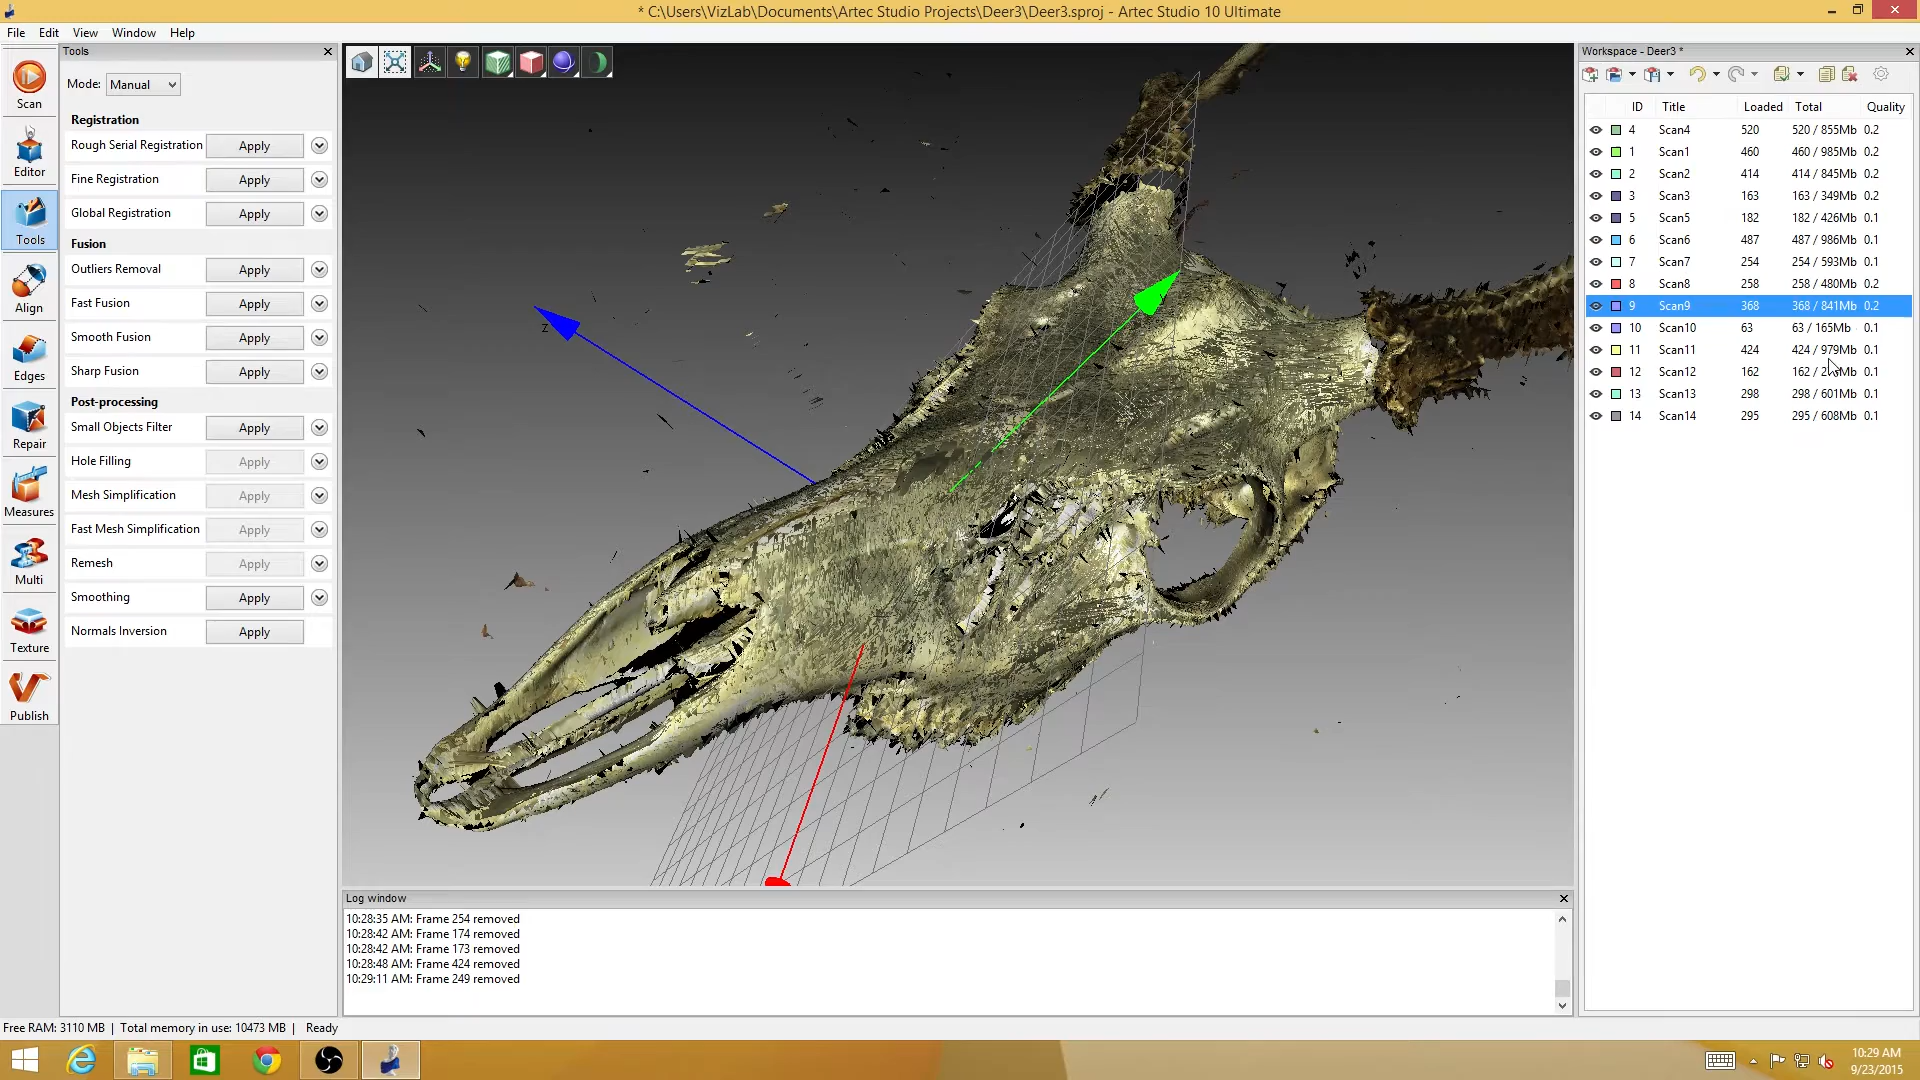 * C:\Users\VizLab\Documents\Artec Studio Projects\Deer3\Deer3.sproj - Artec Studio 10 Ultimate
File Edit View Window Help
Tools
Mode: Manual
Scan
Editor
Tools
Align
Edges
Repair
Measures
Multi
Texture
Publish
Registration
Rough Serial Registration Apply
Fine Registration Apply
Global Registration Apply
Fusion
Outliers Removal Apply
Fast Fusion Apply
Smooth Fusion Apply
Sharp Fusion Apply
Post-processing
Small Objects Filter Apply
Hole Filling Apply
Mesh Simplification Apply
Fast Mesh Simplification Apply
Remesh Apply
Smoothing Apply
Normals Inversion Apply
z
Workspace - Deer3 *
ID Title Loaded Total Quality
4 Scan4 520 520 / 855Mb 0.2
1 Scan1 460 460 / 985Mb 0.2
2 Scan2 414 414 / 845Mb 0.2
3 Scan3 163 163 / 349Mb 0.2
5 Scan5 182 182 / 426Mb 0.1
6 Scan6 487 487 / 986Mb 0.1
7 Scan7 254 254 / 593Mb 0.1
8 Scan8 258 258 / 480Mb 0.2
9 Scan9 368 368 / 841Mb 0.2
10 Scan10 63 63 / 165Mb 0.1
11 Scan11 424 424 / 979Mb 0.1
12 Scan12 162 162 / 0.1
13 Scan13 298 298 / 601Mb 0.1
14 Scan14 295 295 / 608Mb 0.1
Log window
10:28:35 AM: Frame 254 removed
10:28:42 AM: Frame 174 removed
10:28:42 AM: Frame 173 removed
10:28:48 AM: Frame 424 removed
10:29:11 AM: Frame 249 removed
Free RAM: 3110 MB | Total memory in use: 10473 MB | Ready
10:29 AM
9/23/2015